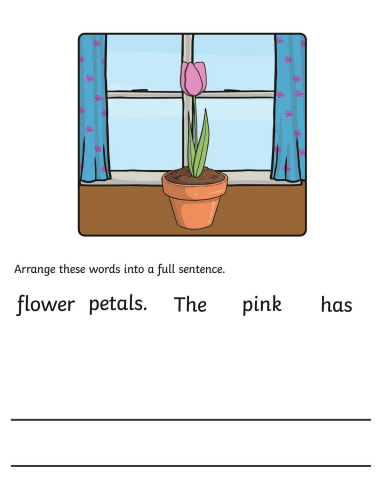 Arrange these words into a full sentence.
flower petals. The pink has